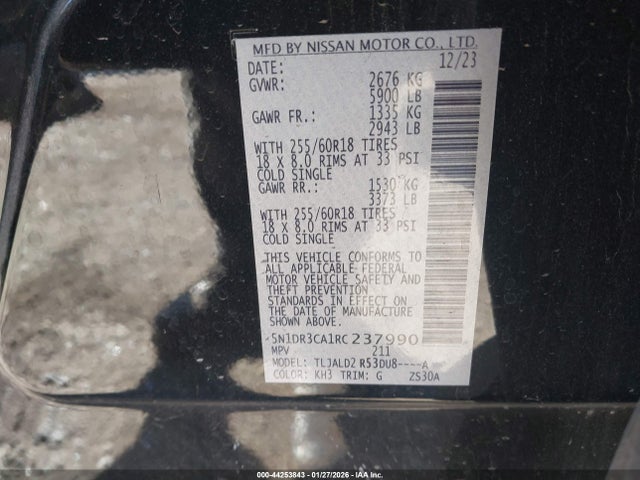 MFD BY NISSAN MOTOR CO., LTD.
DATE: 12/23
GVWR: 2676 KG
5900 LB
GAWR FR.: 1335 KG
2943 LB
WITH 255/60R18 TIRES
18 X 8.0 RIMS AT 33 PSI
COLD SINGLE
GAWR RR.: 1530 KG
3373 LB
WITH 255/60R18 TIRES
18 X 8.0 RIMS AT 33 PSI
COLD SINGLE
THIS VEHICLE CONFORMS TO
ALL APPLICABLE FEDERAL
MOTOR VEHICLE SAFETY AND
THEFT PREVENTION
STANDARDS IN EFFECT ON
THE DATE OF MANUFACTURE
SHOWN ABOVE.
5N1DR3CA1RC237990
MPV 211
MODEL: TLJALDZ R53DU8----A
COLOR: KH3 TRIM: G ZS30A
000-44253843 - 01/27/2026 - IAA Inc.